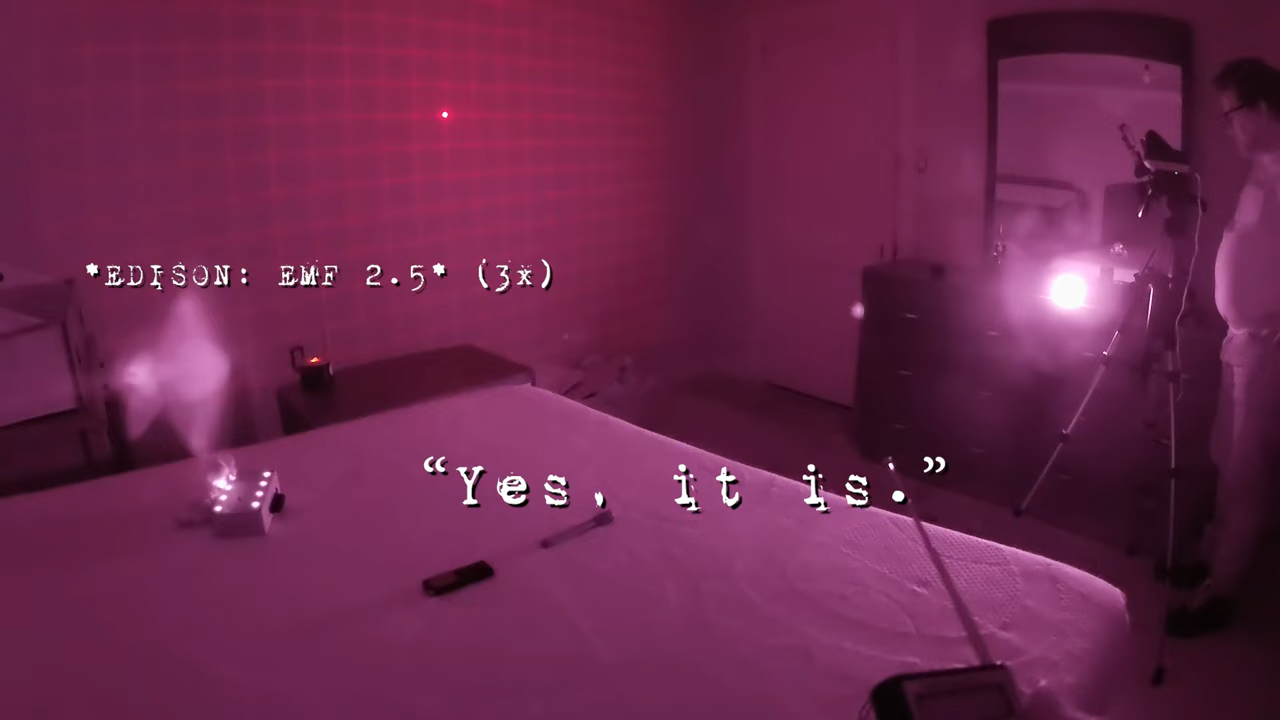 *EDISON: EMF 2.5* (3x)
“Yes, it is.”